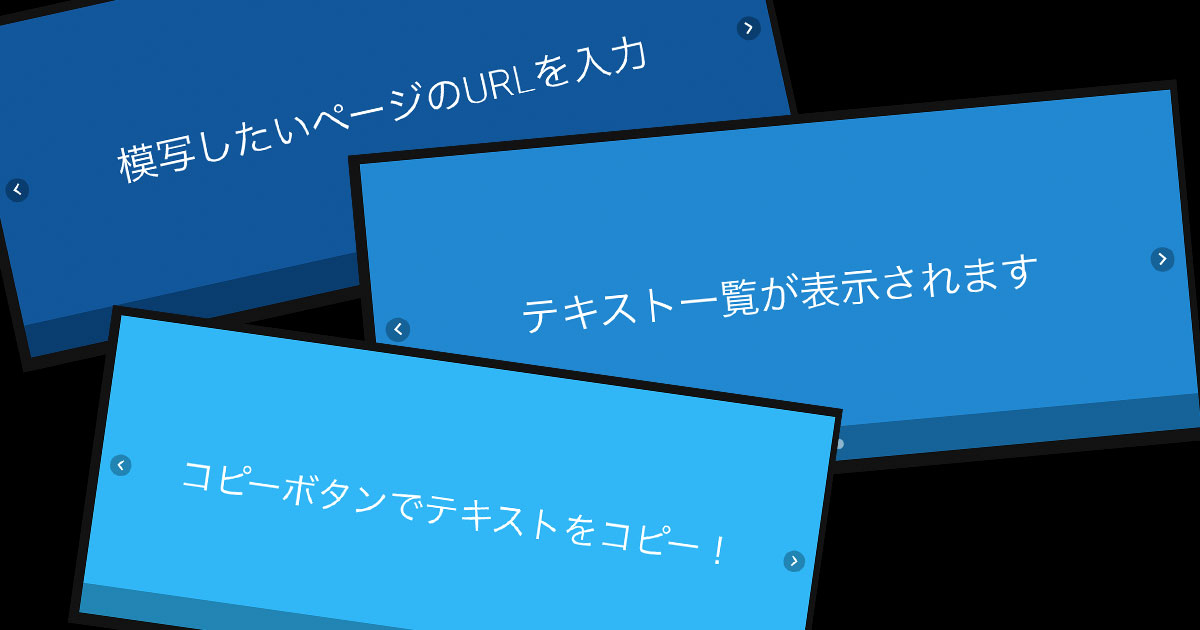 模写したいページのURLを入力
テキスト一覧が表示されます
コピーボタンでテキストをコピー！